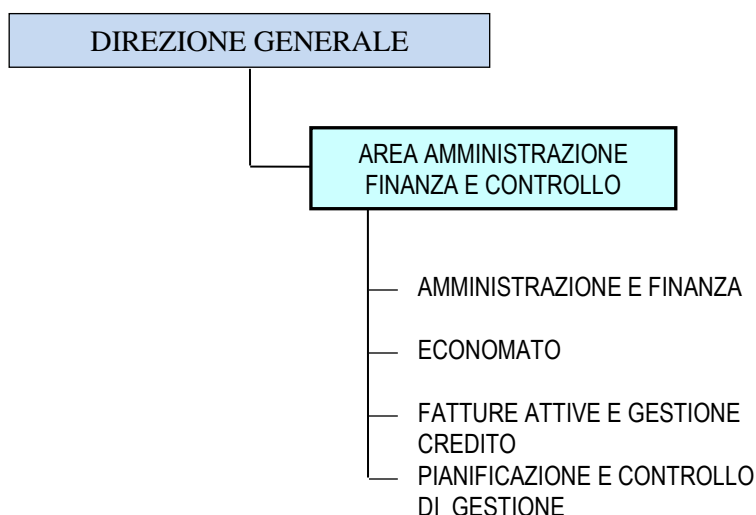 DIREZIONE GENERALE
AREA AMMINISTRAZIONE
FINANZA E CONTROLLO
AMMINISTRAZIONE E FINANZA
ECONOMATO
FATTURE ATTIVE E GESTIONE
CREDITO
PIANIFICAZIONE E CONTROLLO
DI GESTIONE